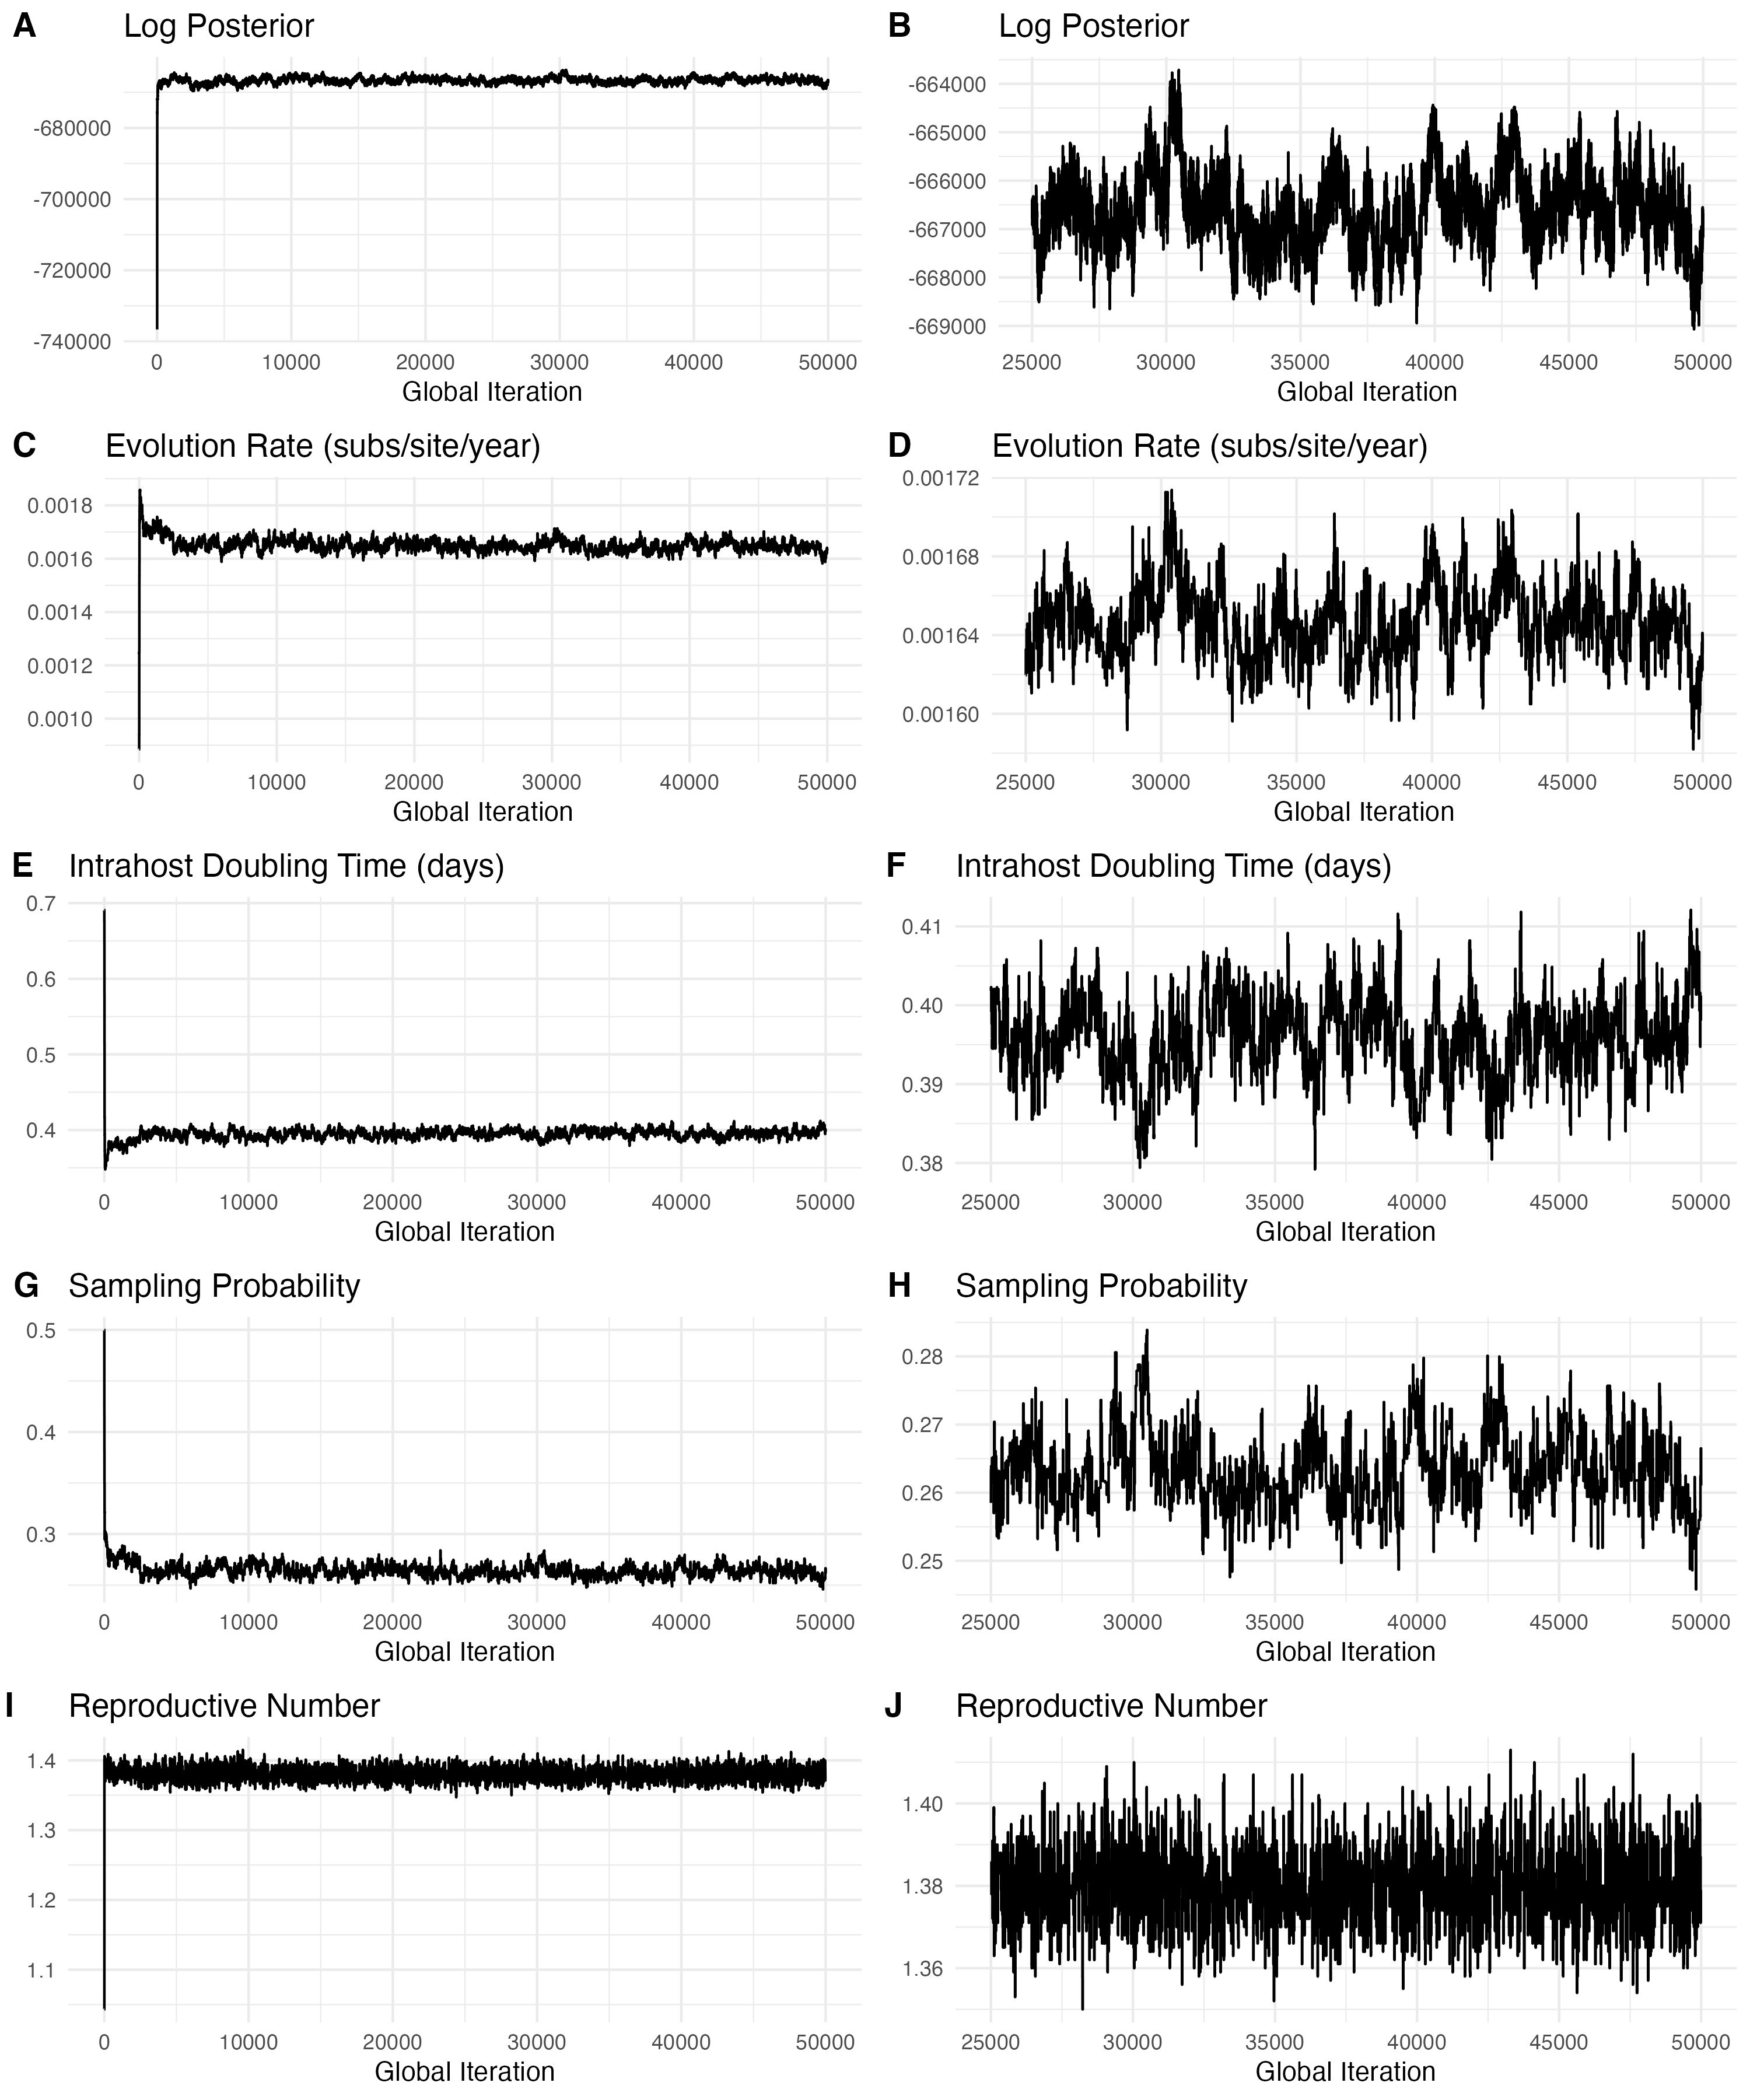 A Log Posterior
-680000
-700000
-720000
-740000
0 10000 20000 30000 40000 50000
Global Iteration
B Log Posterior
-664000
-665000
-666000
-667000
-668000
-669000
25000 30000 35000 40000 45000 50000
Global Iteration
C Evolution Rate (subs/site/year)
0.0018
0.0016
0.0014
0.0012
0.0010
0 10000 20000 30000 40000 50000
Global Iteration
D Evolution Rate (subs/site/year)
0.00172
0.00168
0.00164
0.00160
25000 30000 35000 40000 45000 50000
Global Iteration
E Intrahost Doubling Time (days)
0.7
0.6
0.5
0.4
0 10000 20000 30000 40000 50000
Global Iteration
F Intrahost Doubling Time (days)
0.41
0.40
0.39
0.38
25000 30000 35000 40000 45000 50000
Global Iteration
G Sampling Probability
0.5
0.4
0.3
0 10000 20000 30000 40000 50000
Global Iteration
H Sampling Probability
0.28
0.27
0.26
0.25
25000 30000 35000 40000 45000 50000
Global Iteration
I Reproductive Number
1.4
1.3
1.2
1.1
0 10000 20000 30000 40000 50000
Global Iteration
J Reproductive Number
1.40
1.38
1.36
25000 30000 35000 40000 45000 50000
Global Iteration